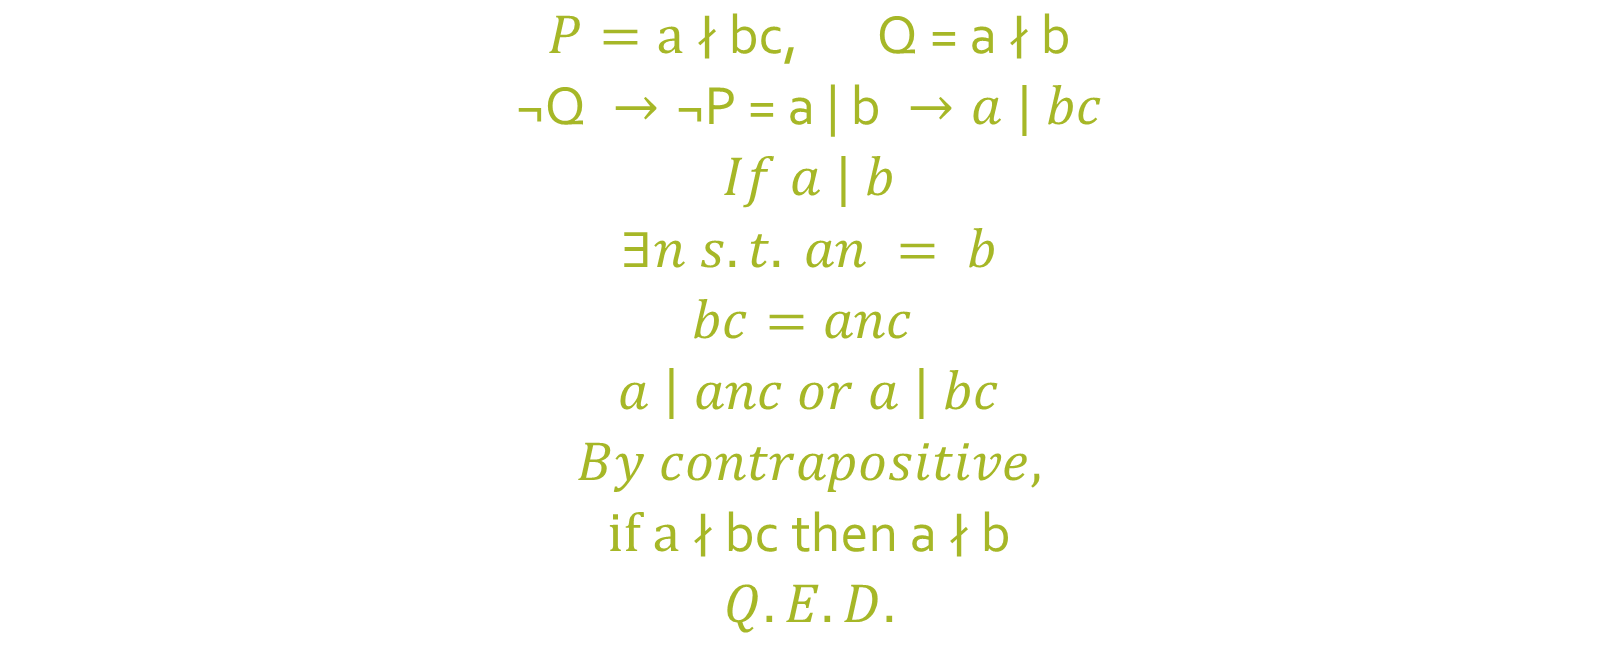 P = a ∤ bc, Q = a ∤ b
¬Q → ¬P = a | b → a | bc
If a | b
∃n s.t. an = b
bc = anc
a | anc or a | bc
By contrapositive,
if a ∤ bc then a ∤ b
Q.E.D.